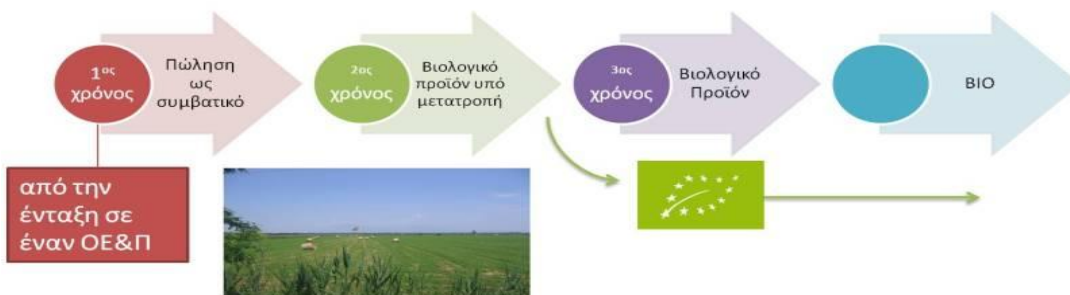 1ος
χρόνος
Πώληση
ως
συμβατικό
2ος
χρόνος
Βιολογικό
προϊόν υπό
μετατροπή
3ος
χρόνος
Βιολογικό
Προϊόν
ΒΙΟ
από την
ένταξη σε
έναν ΟΕ&Π